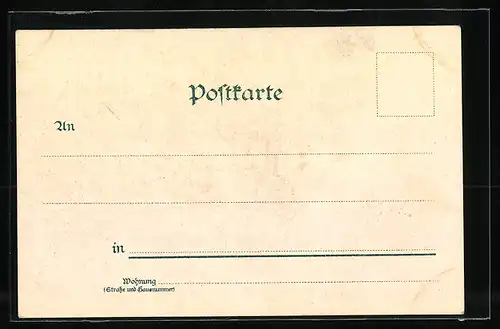 Poſtkarte
An
in
Wohnung
(Straße und Hausnummer)